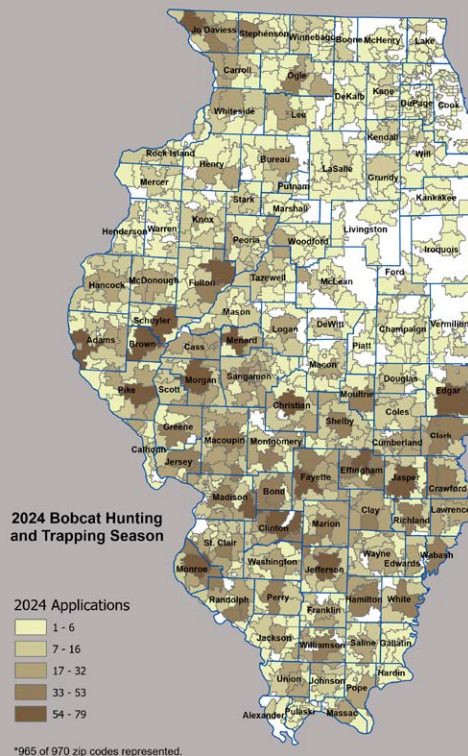 Jo Daviess
Stephenson
Winnebago
Boone
McHenry
Lake
Carroll
Ogle
DeKalb
Kane
Cook
DuPage
Whiteside
Lee
Kendall
Will
Rock Island
Henry
Bureau
LaSalle
Grundy
Mercer
Putnam
Kankakee
Stark
Marshall
Knox
Henderson
Warren
Peoria
Woodford
Livingston
Iroquois
Ford
Hancock
McDonough
Fulton
Tazewell
McLean
Schuyler
Mason
Vermilion
Adams
Brown
Cass
Menard
Logan
DeWitt
Champaign
Piatt
Macon
Pike
Scott
Morgan
Sangamon
Douglas
Edgar
Christian
Moultrie
Coles
Greene
Shelby
Calhoun
Macoupin
Montgomery
Cumberland
Clark
Jersey
Fayette
Effingham
Jasper
Crawford
Madison
Bond
2024 Bobcat Hunting
and Trapping Season
Clinton
Marion
Clay
Richland
Lawrence
St. Clair
Washington
Wayne
Edwards
Wabash
Monroe
Jefferson
Randolph
Perry
Hamilton
White
Franklin
2024 Applications
1 - 6
7 - 16
17 - 32
33 - 53
54 - 79
Jackson
Williamson
Saline
Gallatin
Hardin
Union
Johnson
Pope
Alexander
Pulaski
Massac
*965 of 970 zip codes represented.